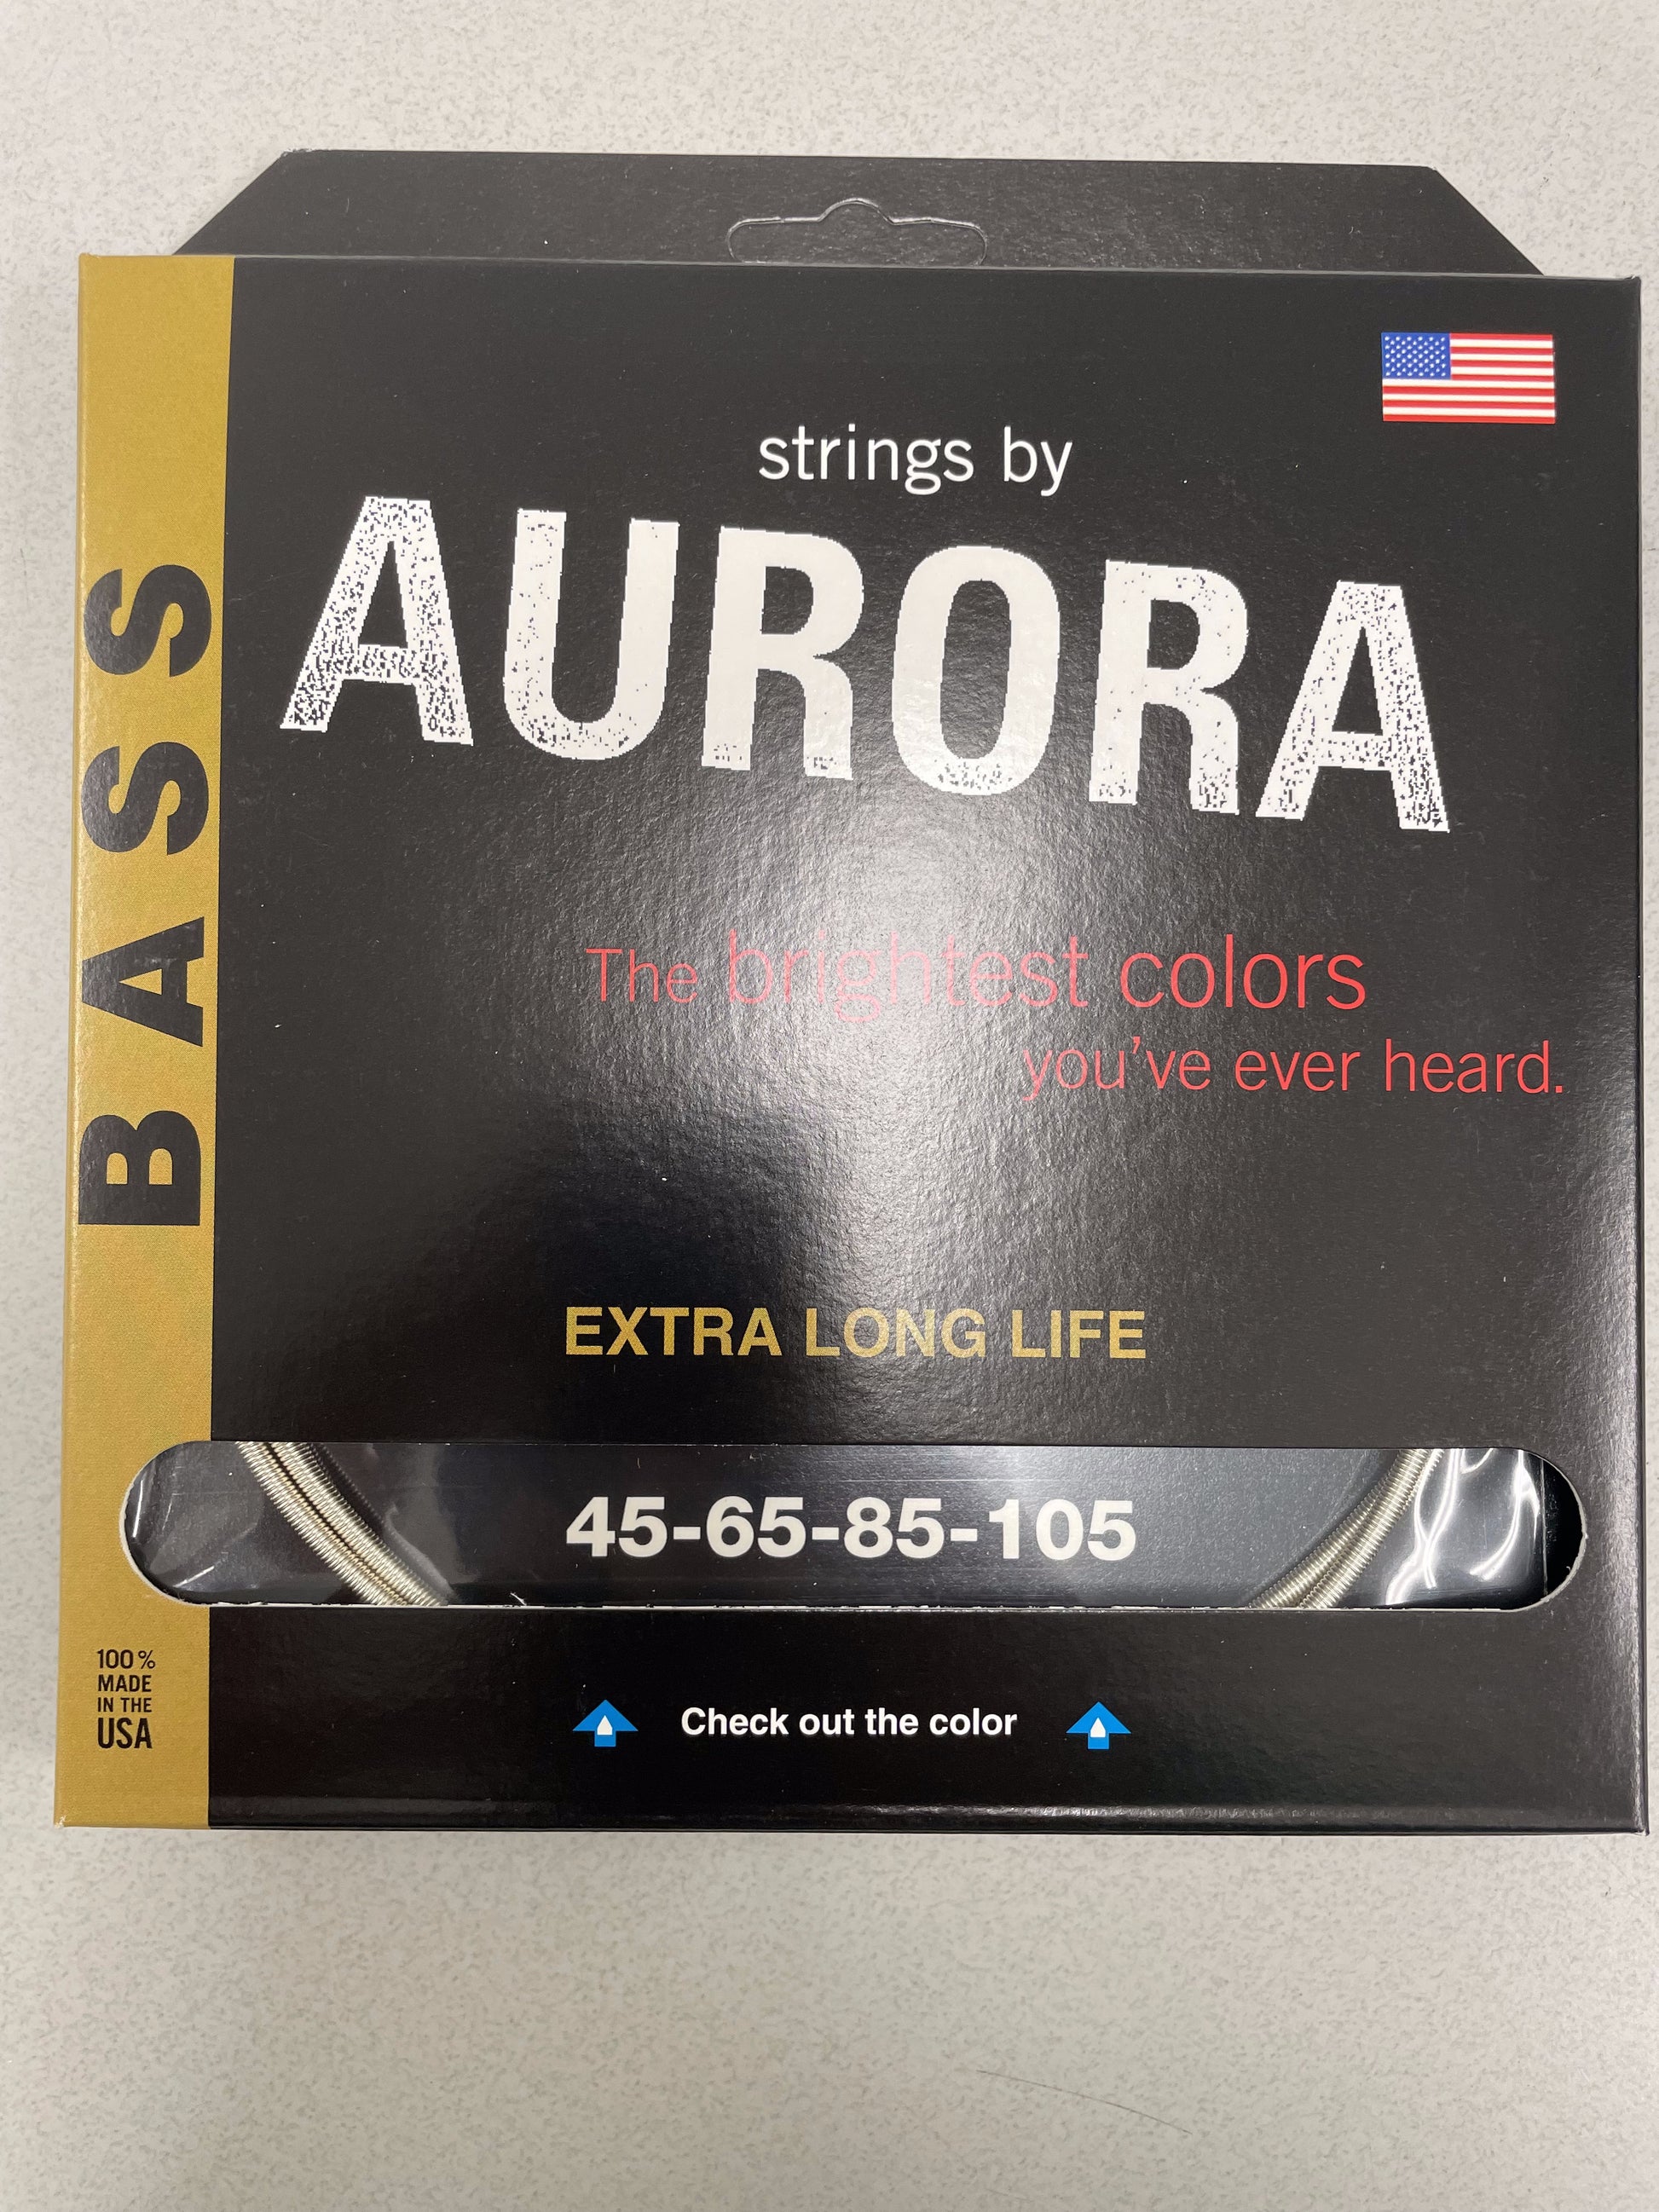 BASS
strings by
AURORA
The brightest colors
you've ever heard.
EXTRA LONG LIFE
45-65-85-105
100%
MADE
IN THE
USA
Check out the color